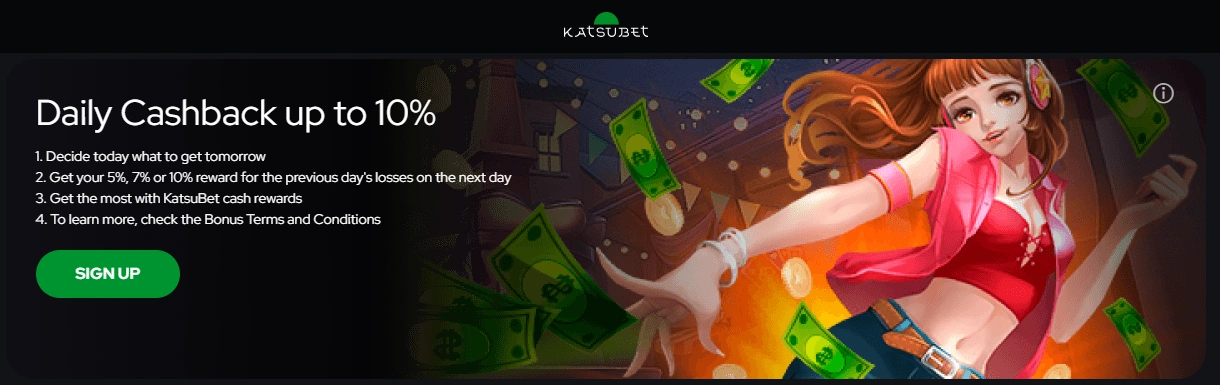 KATSUBET
Daily Cashback up to 10%
1. Decide today what to get tomorrow
2. Get your 5%, 7% or 10% reward for the previous day's losses on the next day
3. Get the most with KatsuBet cash rewards
4. To learn more, check the Bonus Terms and Conditions
SIGN UP